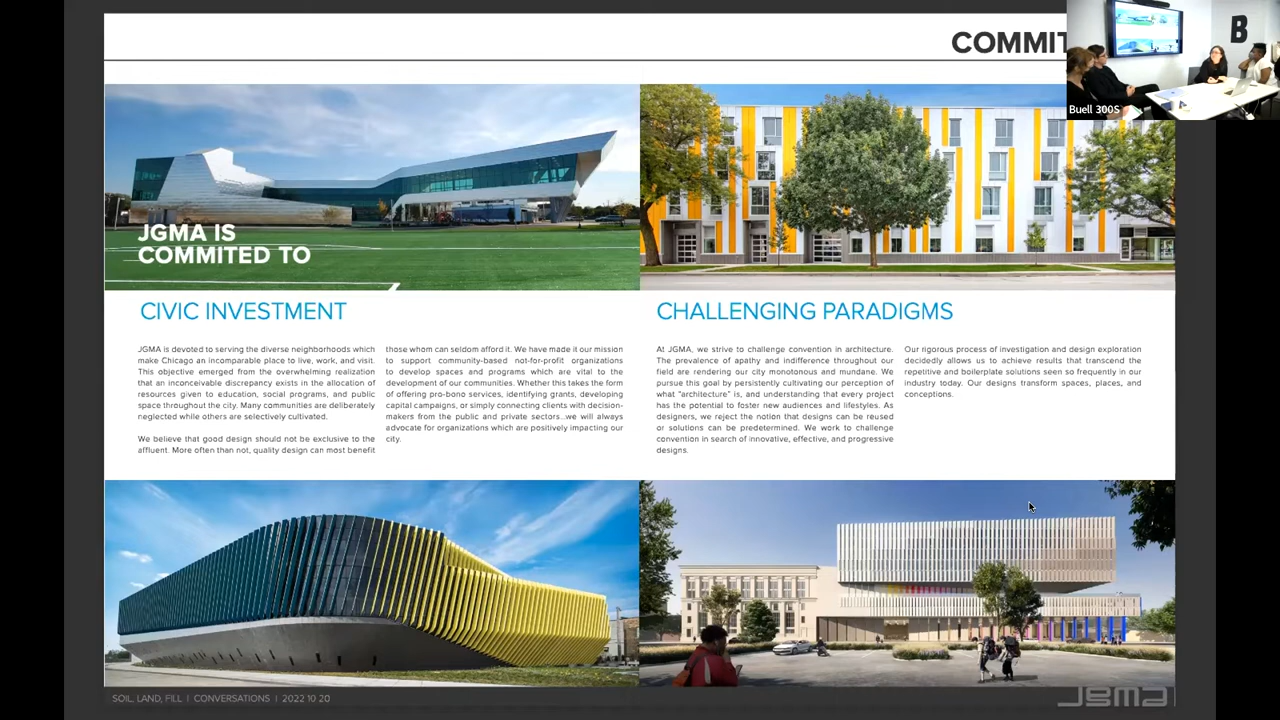 COMMIT
B
Buell 300S
JGMA IS
COMMITED TO
CIVIC INVESTMENT
JGMA is devoted to serving the diverse neighborhoods which
make Chicago an incomparable place to live, work, and visit.
This objective emerged from the overwhelming realization
that an inconceivable discrepancy exists in the allocation of
resources given to education, social programs, and public
space throughout the city. Many communities are deliberately
neglected while others are selectively cultivated.
We believe that good design should not be exclusive to the
affluent. More often than not, quality design can most benefit
those whom can seldom afford it. We have made it our mission
to support community-based not-for-profit organizations
to develop spaces and programs which are vital to the
development of our communities. Whether this takes the form
of offering pro-bono services, identifying grants, developing
capital campaigns, or simply connecting clients with decision-
makers from the public and private sectors...we will always
advocate for organizations which are positively impacting our
city.
CHALLENGING PARADIGMS
At JGMA, we strive to challenge convention in architecture.
The prevalence of apathy and indifference throughout our
field are rendering our city monotonous and mundane. We
pursue this goal by persistently cultivating our perception of
what "architecture" is, and understanding that every project
has the potential to foster new audiences and lifestyles. As
designers, we reject the notion that designs can be reused
or solutions can be predetermined. We work to challenge
convention in search of innovative, effective, and progressive
designs.
Our rigorous process of investigation and design exploration
decidedly allows us to achieve results that transcend the
repetitive and boilerplate solutions seen so frequently in our
industry today. Our designs transform spaces, places, and
conceptions.
SOIL, LAND, FILL | CONVERSATIONS | 2022 10 20
JGMA